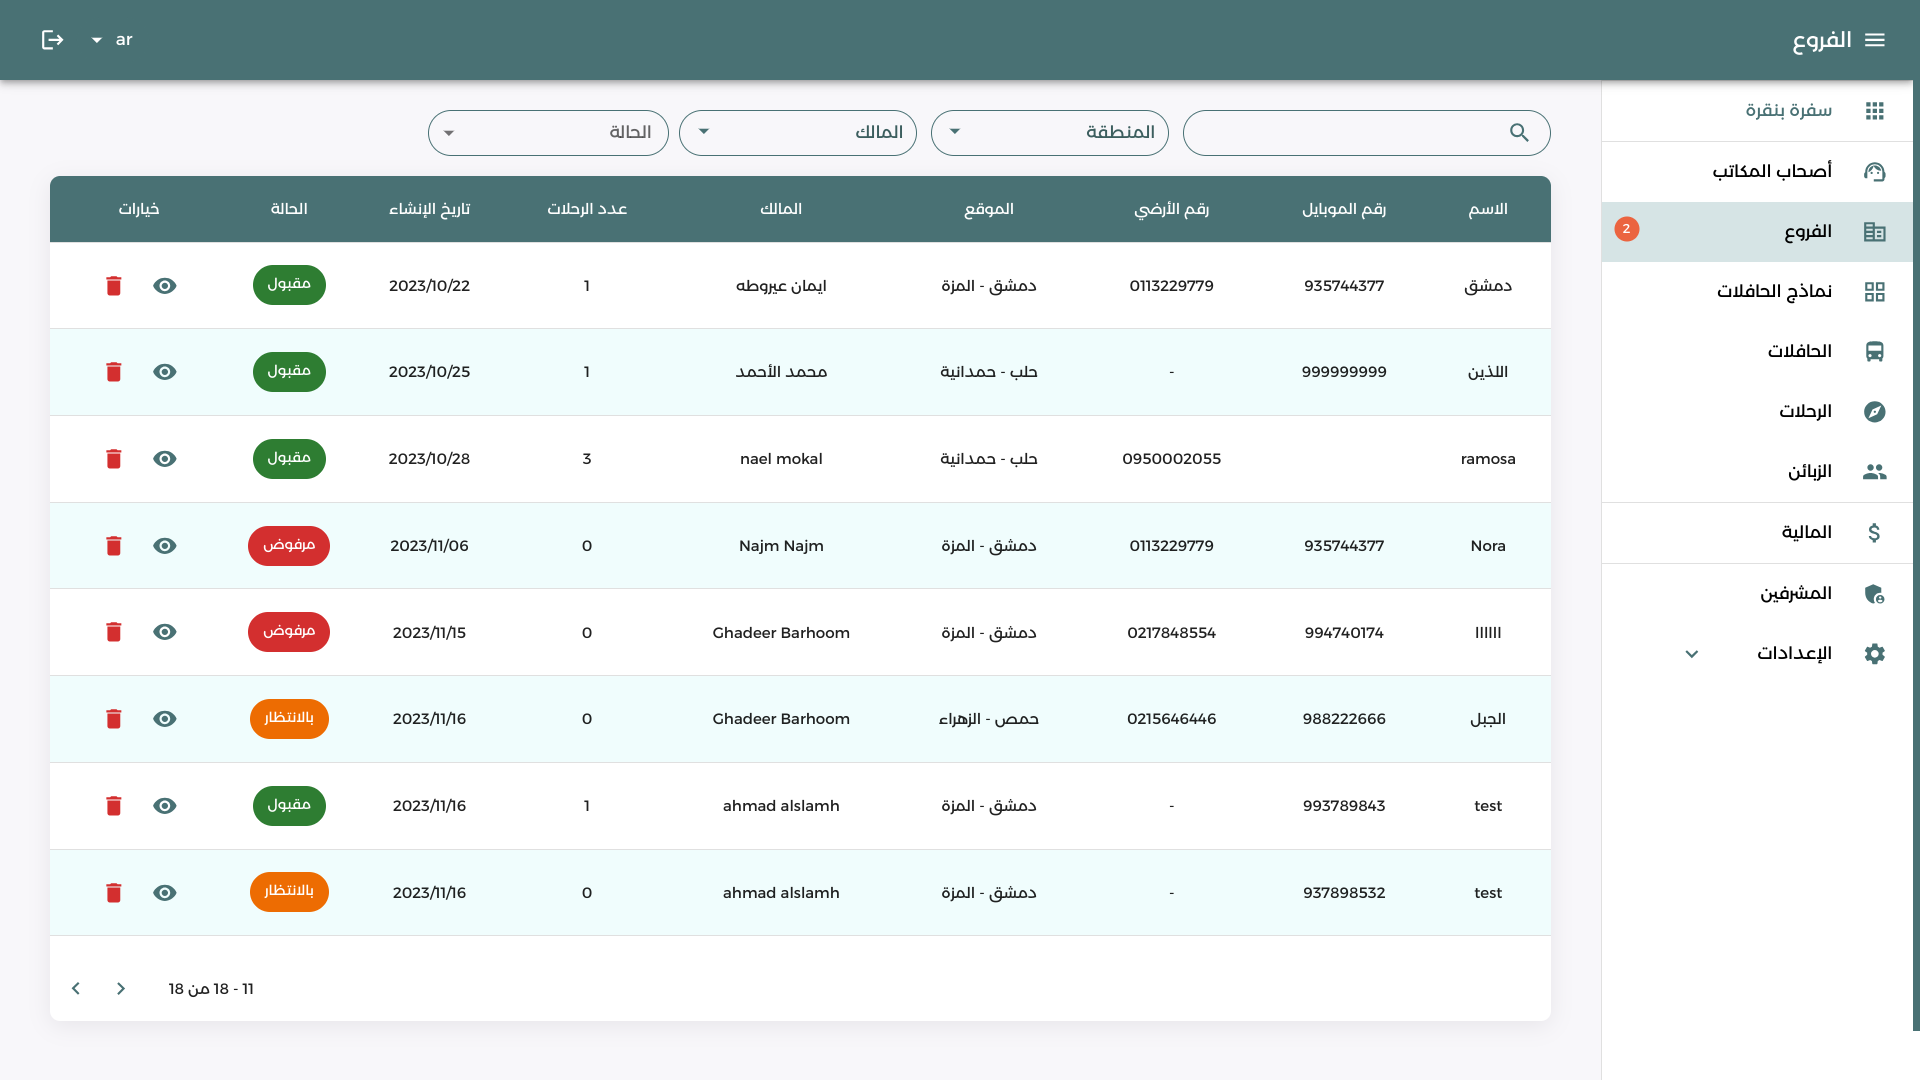 الفروع
ar
سفرة بنقرة
أصحاب المكاتب
الفروع
2
نماذج الحافلات
الحافلات
الرحلات
الزبائن
المالية
المشرفين
الإعدادات
المنطقة المالك الحالة
الاسم رقم الموبايل رقم الأرضي الموقع المالك عدد الرحلات تاريخ الإنشاء الحالة خيارات
دمشق 935744377 0113229779 دمشق - المزة ايمان عيروطه 1 2023/10/22 مقبول
اللذين 999999999 - حلب - حمدانية محمد الأحمد 1 2023/10/25 مقبول
ramosa 0950002055 حلب - حمدانية nael mokal 3 2023/10/28 مقبول
Nora 935744377 0113229779 دمشق - المزة Najm Najm 0 2023/11/06 مرفوض
994740174 0217848554 دمشق - المزة Ghadeer Barhoom 0 2023/11/15 مرفوض
الجبل 988222666 0215646446 حمص - الزهراء Ghadeer Barhoom 0 2023/11/16 بالانتظار
test 993789843 - دمشق - المزة ahmad alslamh 1 2023/11/16 مقبول
test 937898532 - دمشق - المزة ahmad alslamh 0 2023/11/16 بالانتظار
11 - 18 من 18